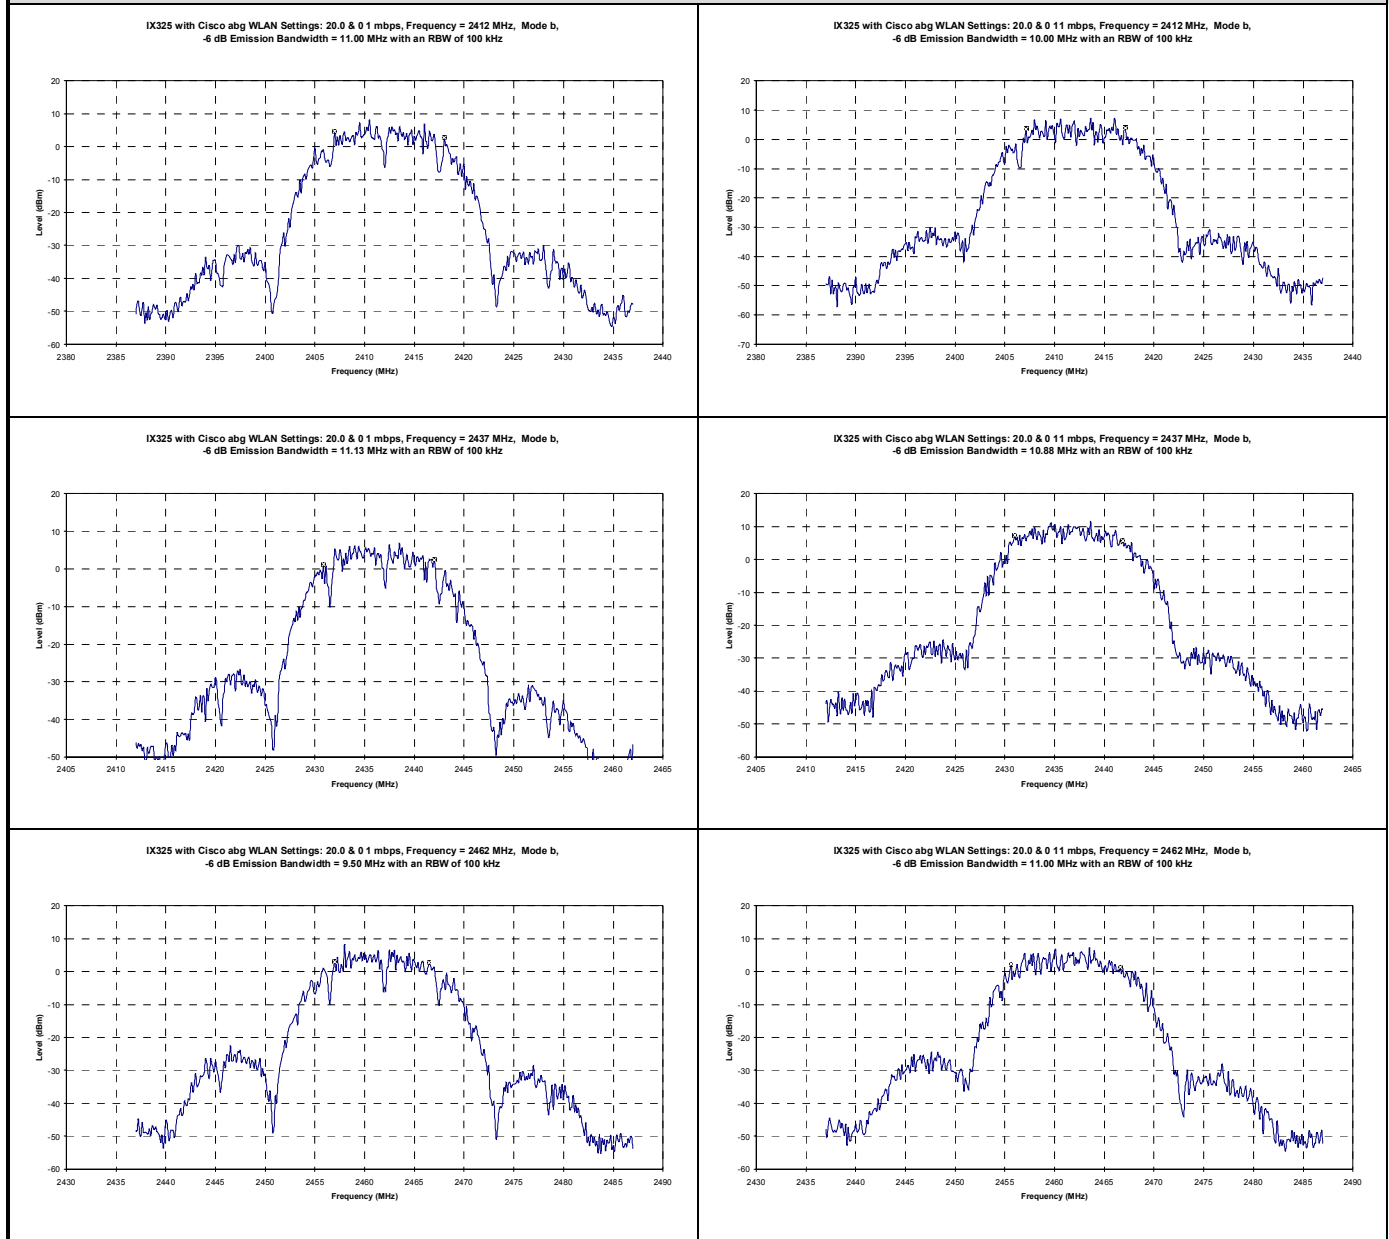 IX325 with Cisco abg WLAN Settings: 20.0 & 0 1 mbps, Frequency = 2412 MHz, Mode b,
-6 dB Emission Bandwidth = 11.00 MHz with an RBW of 100 kHz
20
10
0
-10
-20
-30
-40
-50
-60
Level (dBm)
2380 2385 2390 2395 2400 2405 2410 2415 2420 2425 2430 2435 2440
Frequency (MHz)
IX325 with Cisco abg WLAN Settings: 20.0 & 0 11 mbps, Frequency = 2412 MHz, Mode b,
-6 dB Emission Bandwidth = 10.00 MHz with an RBW of 100 kHz
20
10
0
-10
-20
-30
-40
-50
-60
-70
Level (dBm)
2380 2385 2390 2395 2400 2405 2410 2415 2420 2425 2430 2435 2440
Frequency (MHz)
IX325 with Cisco abg WLAN Settings: 20.0 & 0 1 mbps, Frequency = 2437 MHz, Mode b,
-6 dB Emission Bandwidth = 11.13 MHz with an RBW of 100 kHz
20
10
0
-10
-20
-30
-40
-50
Level (dBm)
2405 2410 2415 2420 2425 2430 2435 2440 2445 2450 2455 2460 2465
Frequency (MHz)
IX325 with Cisco abg WLAN Settings: 20.0 & 0 11 mbps, Frequency = 2437 MHz, Mode b,
-6 dB Emission Bandwidth = 10.88 MHz with an RBW of 100 kHz
20
10
0
-10
-20
-30
-40
-50
-60
Level (dBm)
2405 2410 2415 2420 2425 2430 2435 2440 2445 2450 2455 2460 2465
Frequency (MHz)
IX325 with Cisco abg WLAN Settings: 20.0 & 0 1 mbps, Frequency = 2462 MHz, Mode b,
-6 dB Emission Bandwidth = 9.50 MHz with an RBW of 100 kHz
20
10
0
-10
-20
-30
-40
-50
-60
Level (dBm)
2430 2435 2440 2445 2450 2455 2460 2465 2470 2475 2480 2485 2490
Frequency (MHz)
IX325 with Cisco abg WLAN Settings: 20.0 & 0 11 mbps, Frequency = 2462 MHz, Mode b,
-6 dB Emission Bandwidth = 11.00 MHz with an RBW of 100 kHz
20
10
0
-10
-20
-30
-40
-50
-60
Level (dBm)
2430 2435 2440 2445 2450 2455 2460 2465 2470 2475 2480 2485 2490
Frequency (MHz)